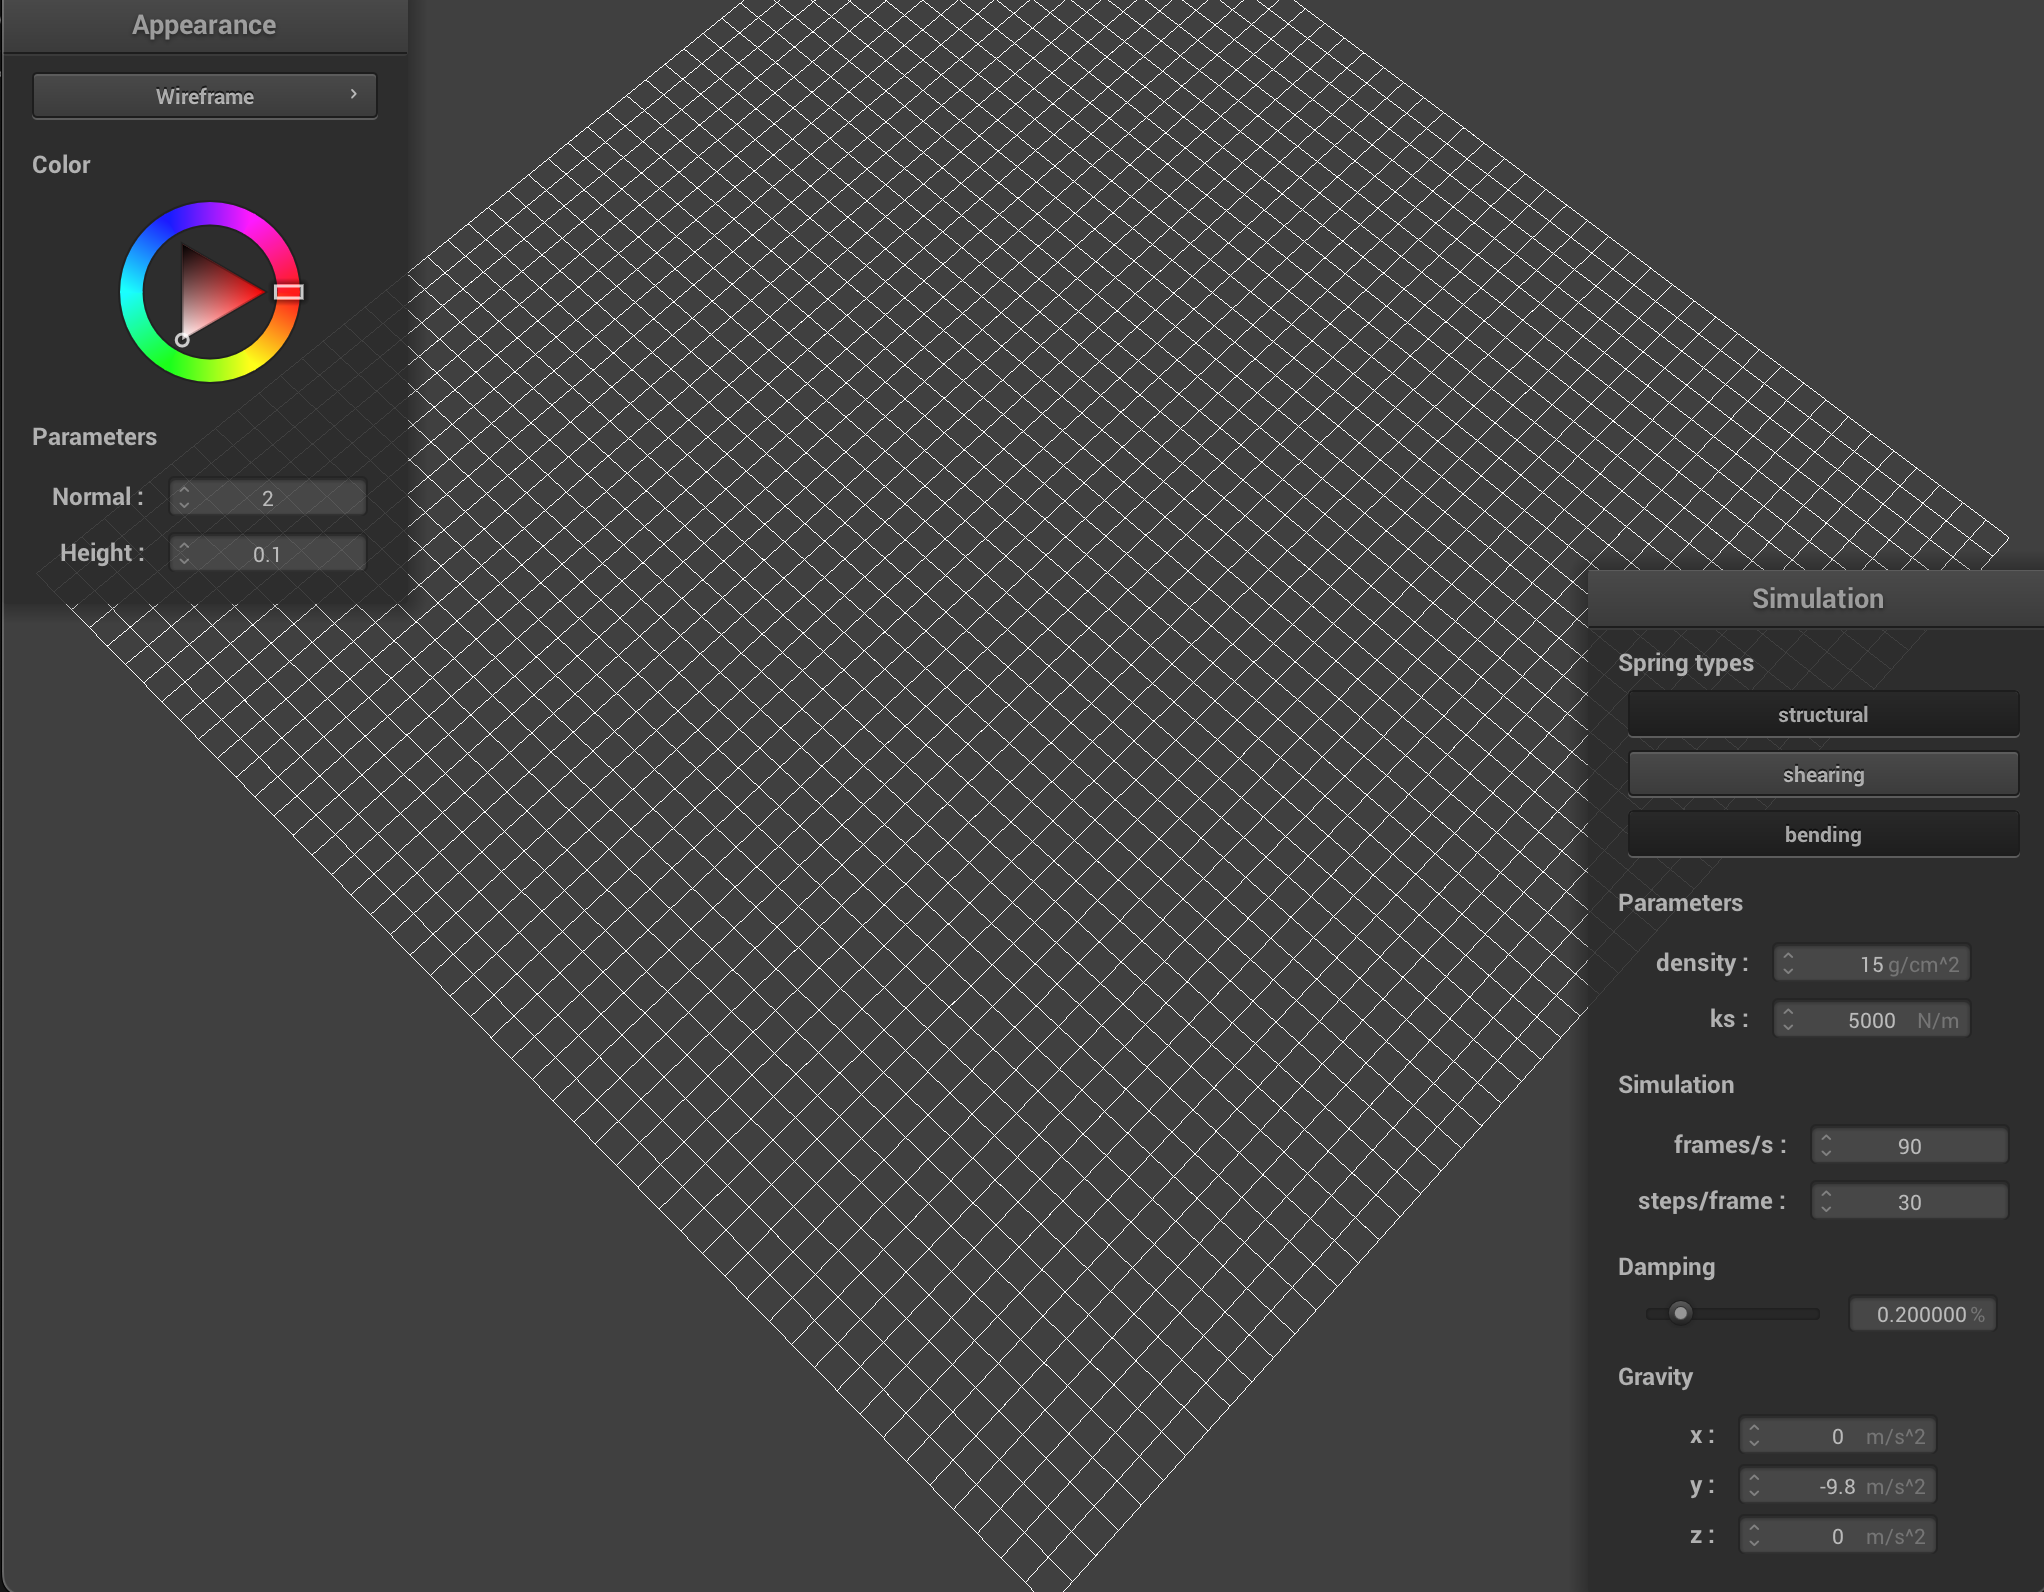 Appearance
Wireframe
Color
Parameters
Normal : 2
Height : 0.1
Simulation
Spring types
structural
shearing
bending
Parameters
density : 15 g/cm^2
ks : 5000 N/m
Simulation
frames/s : 90
steps/frame : 30
Damping
0.200000 %
Gravity
x : 0 m/s^2
y : -9.8 m/s^2
z : 0 m/s^2